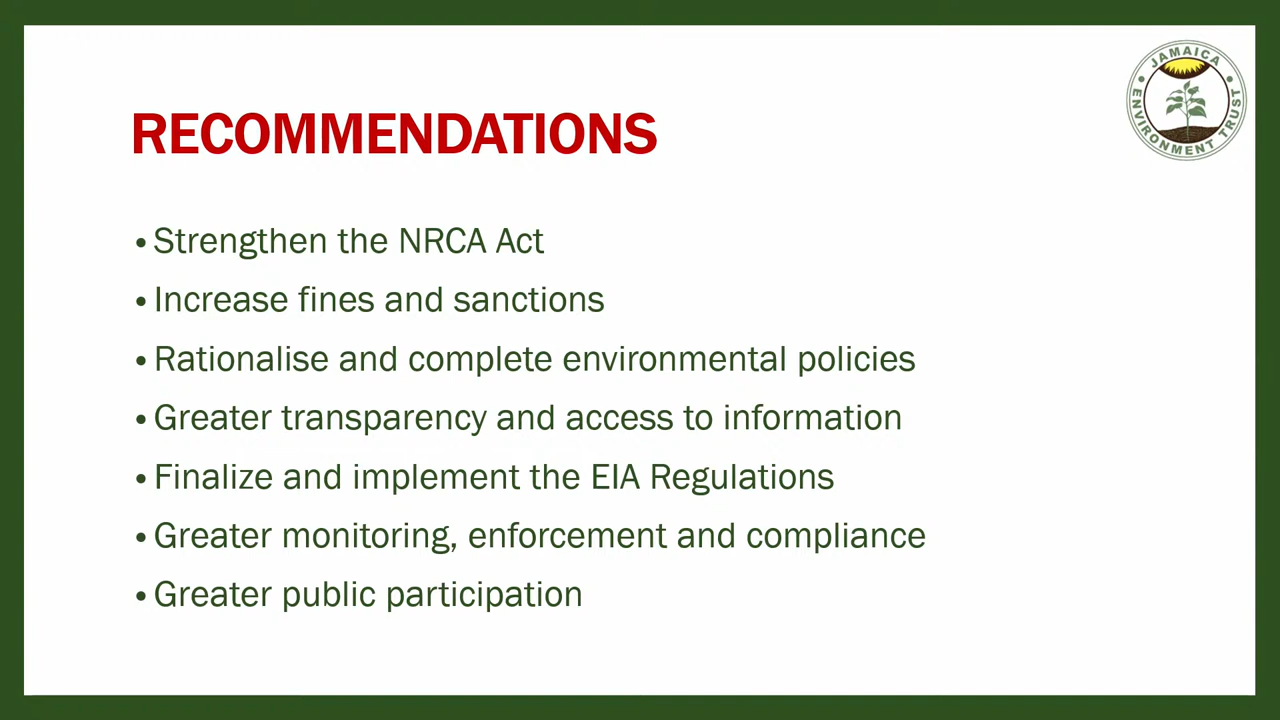 JAMAICA
ENVIRONMENT TRUST
RECOMMENDATIONS
•Strengthen the NRCA Act
•Increase fines and sanctions
•Rationalise and complete environmental policies
•Greater transparency and access to information
•Finalize and implement the EIA Regulations
•Greater monitoring, enforcement and compliance
•Greater public participation